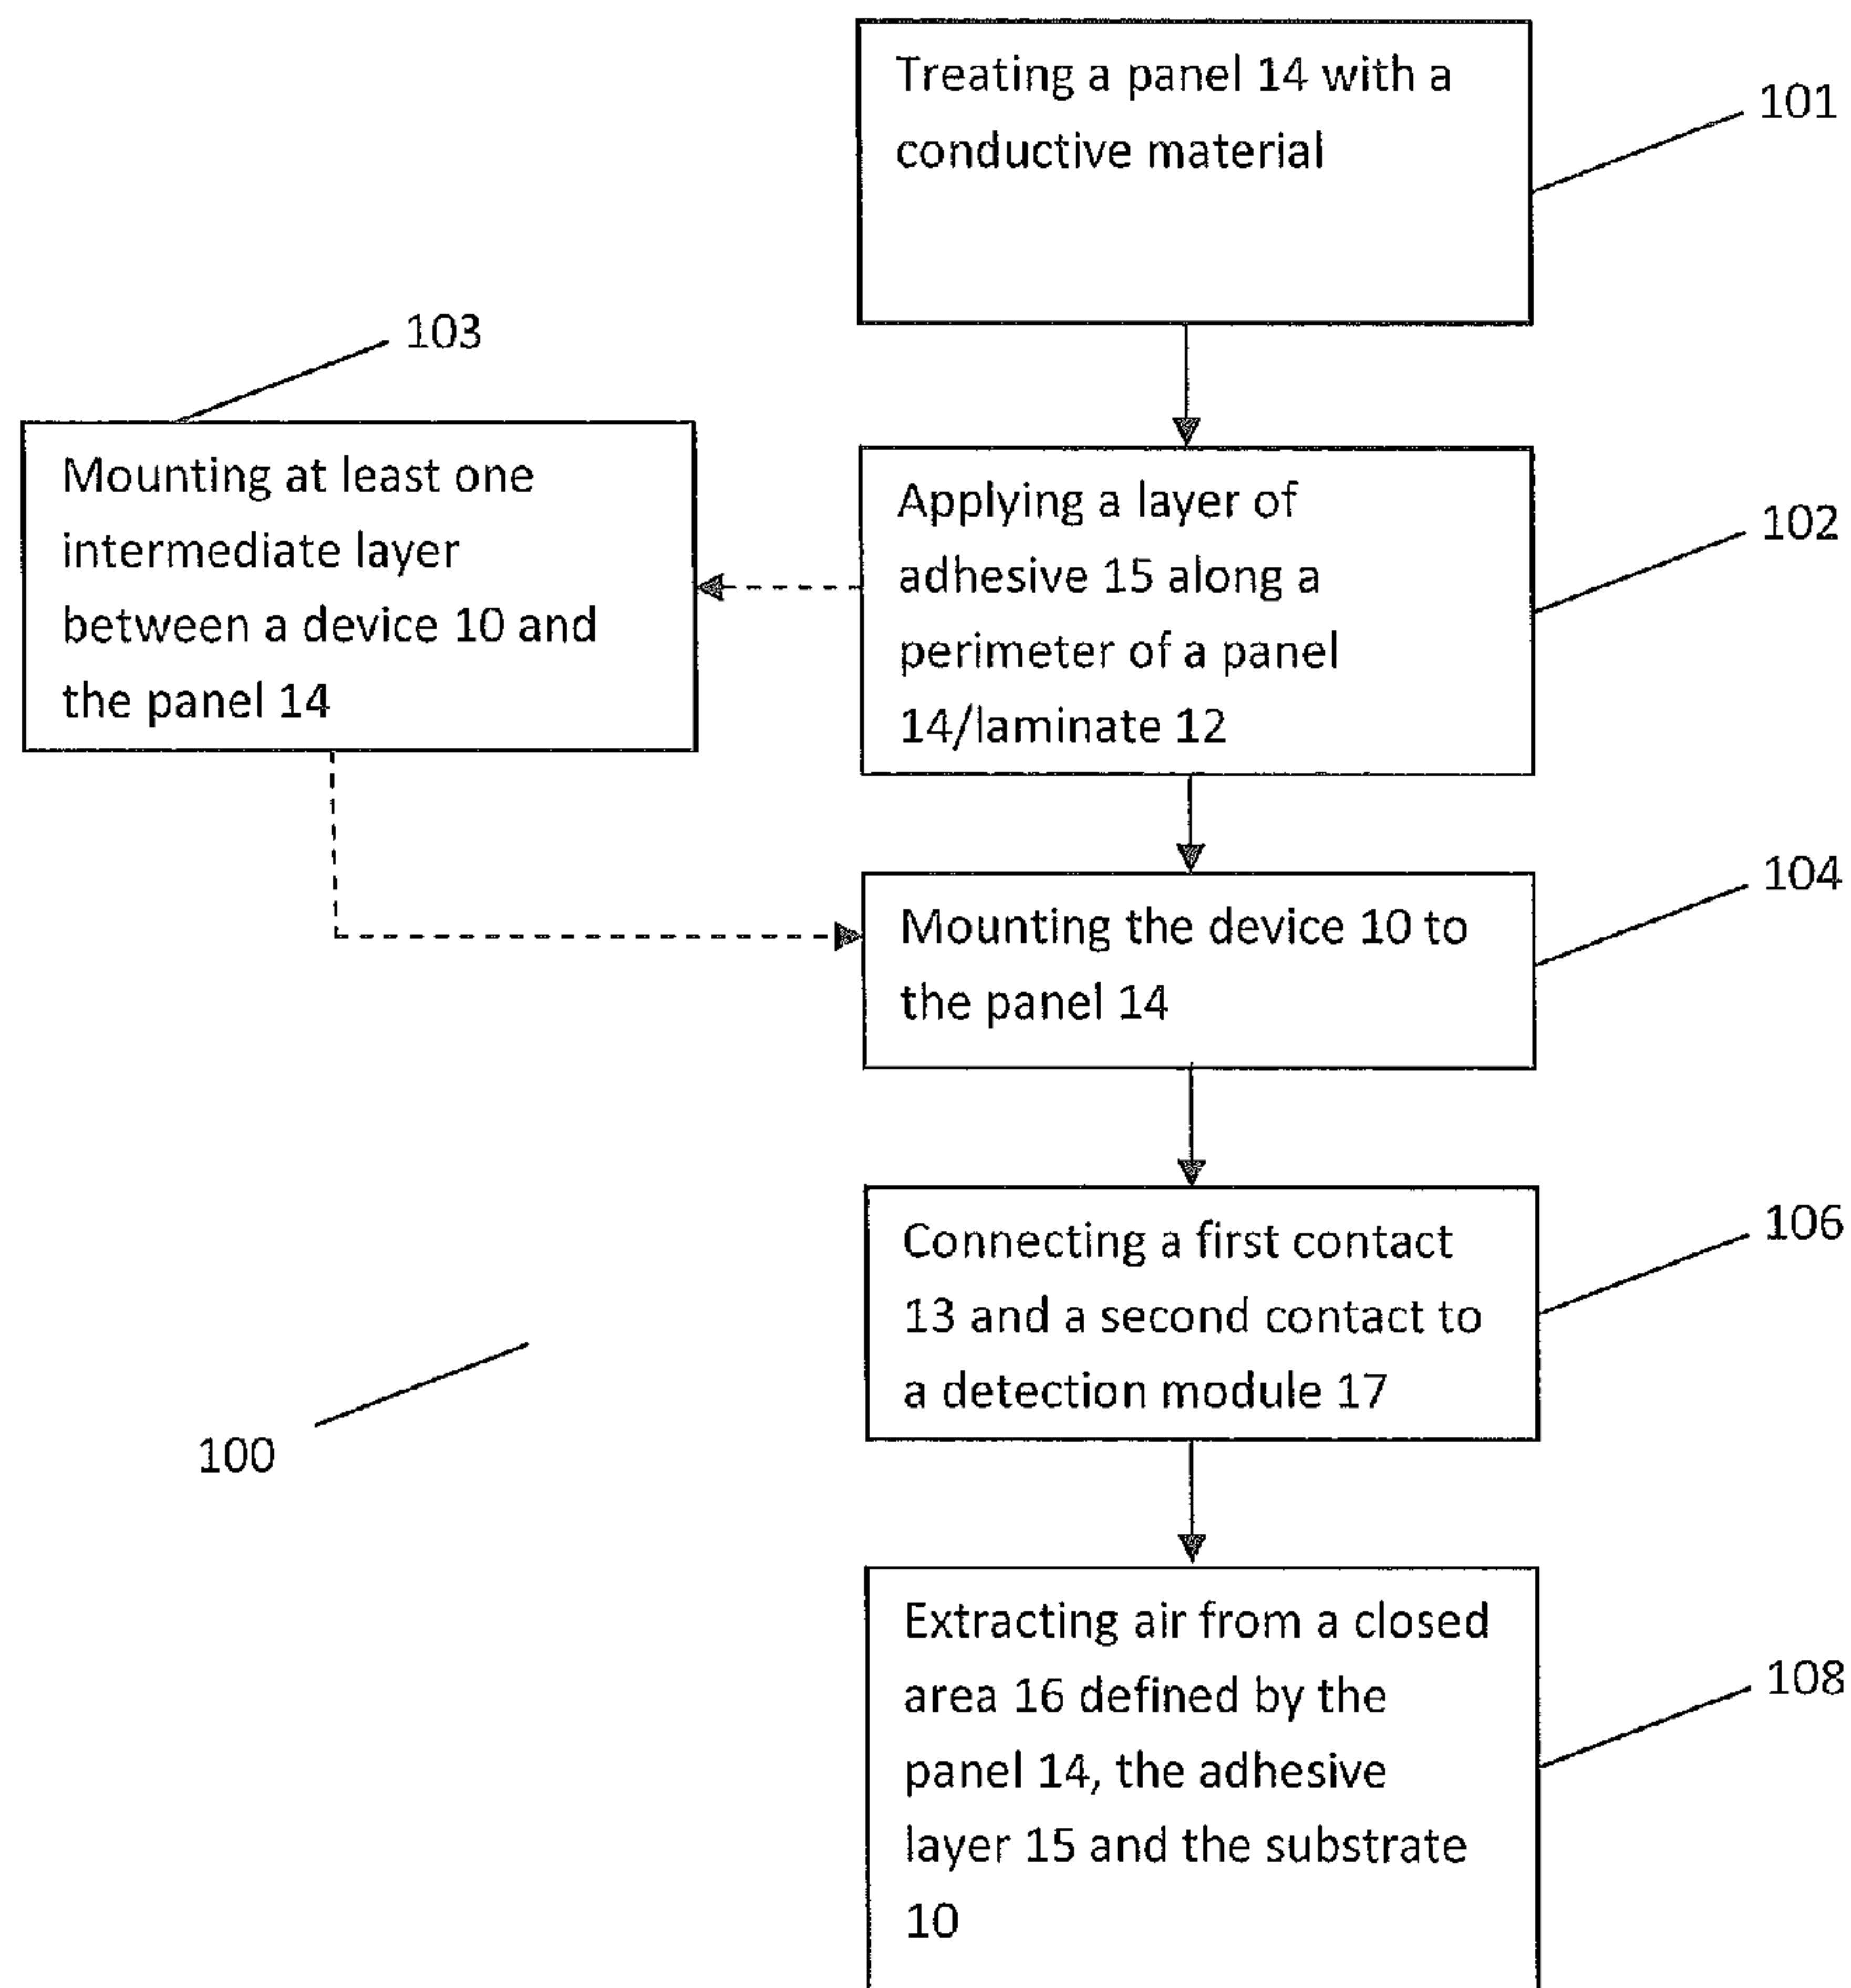 Treating a panel 14 with a
conductive material
101
103
Mounting at least one
intermediate layer
between a device 10 and
the panel 14
Applying a layer of
adhesive 15 along a
perimeter of a panel
14/laminate 12
102
104
Mounting the device 10 to
the panel 14
106
Connecting a first contact
13 and a second contact to
a detection module 17
100
Extracting air from a closed
area 16 defined by the
panel 14, the adhesive
layer 15 and the substrate
10
108